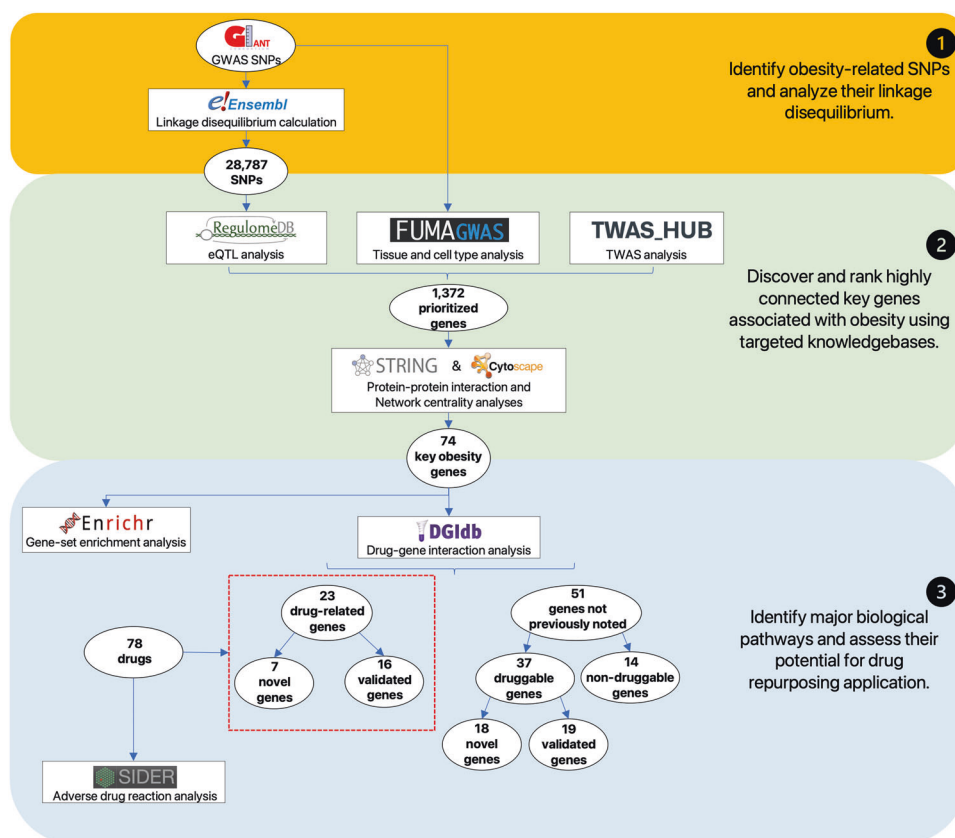 GIANT
GWAS SNPs
e!Ensembl
Linkage disequilibrium calculation
28,787
SNPs
1
Identify obesity-related SNPs
and analyze their linkage
disequilibrium.
RegulomeDB
eQTL analysis
FUMAGWAS
Tissue and cell type analysis
TWAS_HUB
TWAS analysis
1,372
prioritized
genes
STRING & Cytoscape
Protein-protein interaction and
Network centrality analyses
74
key obesity
genes
2
Discover and rank highly
connected key genes
associated with obesity using
targeted knowledgebases.
Enrichr
Gene-set enrichment analysis
DGIdb
Drug-gene interaction analysis
23
drug-related
genes
7
novel
genes
16
validated
genes
78
drugs
SIDER
Adverse drug reaction analysis
51
genes not
previously noted
37
druggable
genes
14
non-druggable
genes
18
novel
genes
19
validated
genes
3
Identify major biological
pathways and assess their
potential for drug
repurposing application.